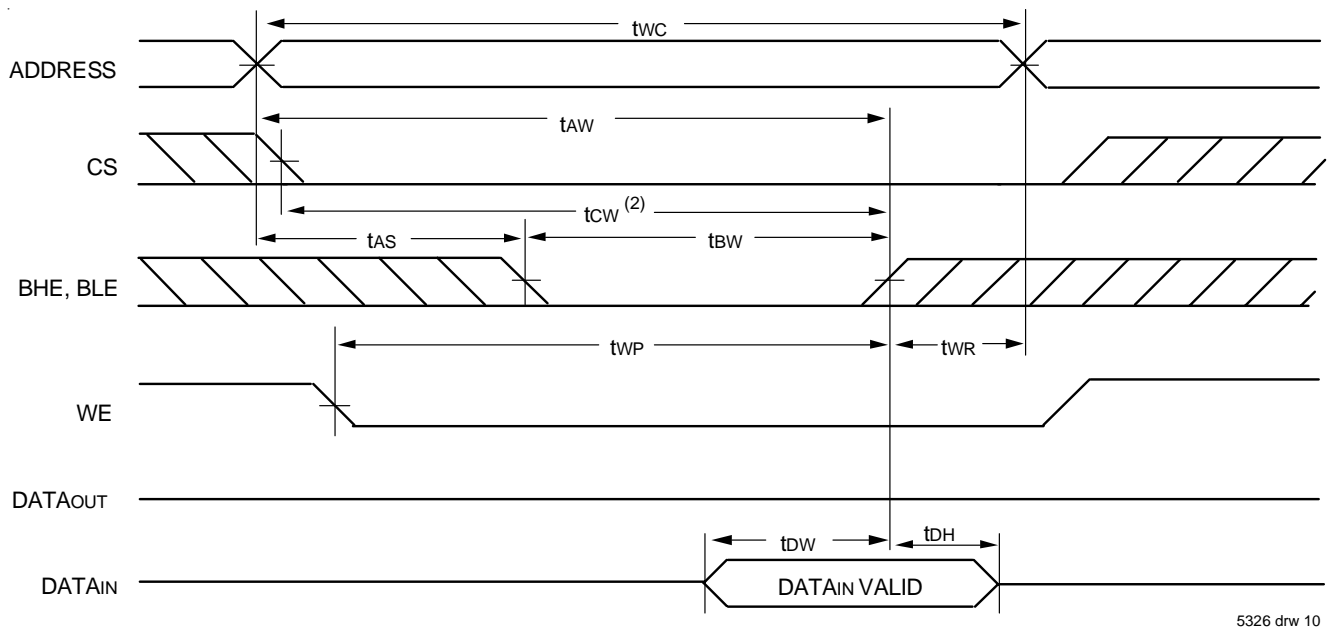 tWC
ADDRESS
tAW
CS
tCW (2)
tAS
tBW
BHE, BLE
tWP
tWR
WE
DATAOUT
tDW
tDH
DATAIN
DATAIN VALID
5326 drw 10